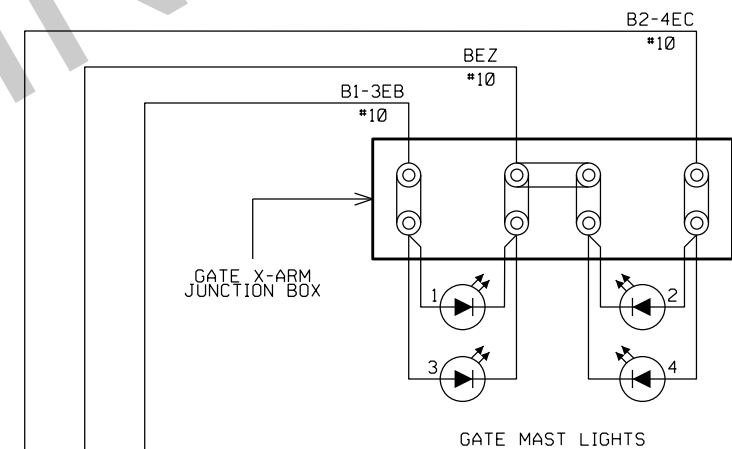 B2-4EC
#10
BEZ
#10
B1-3EB
#10
GATE X-ARM
JUNCTION BOX
1
2
3
4
GATE MAST LIGHTS